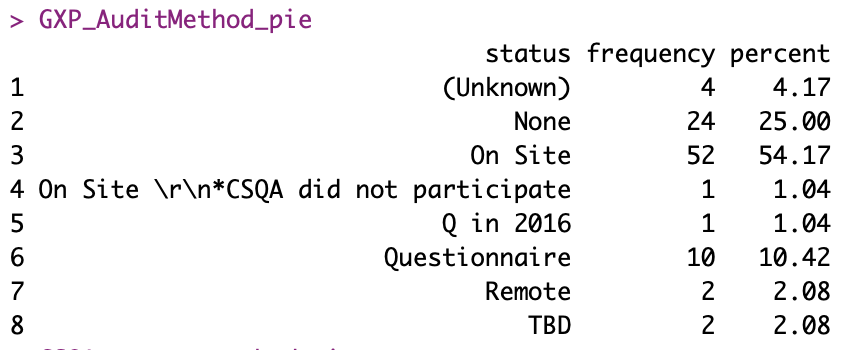 > GXP_AuditMethod_pie
status frequency percent
1 (Unknown) 4 4.17
2 None 24 25.00
3 On Site 52 54.17
4 On Site \r\n*CSQA did not participate 1 1.04
5 Q in 2016 1 1.04
6 Questionnaire 10 10.42
7 Remote 2 2.08
8 TBD 2 2.08